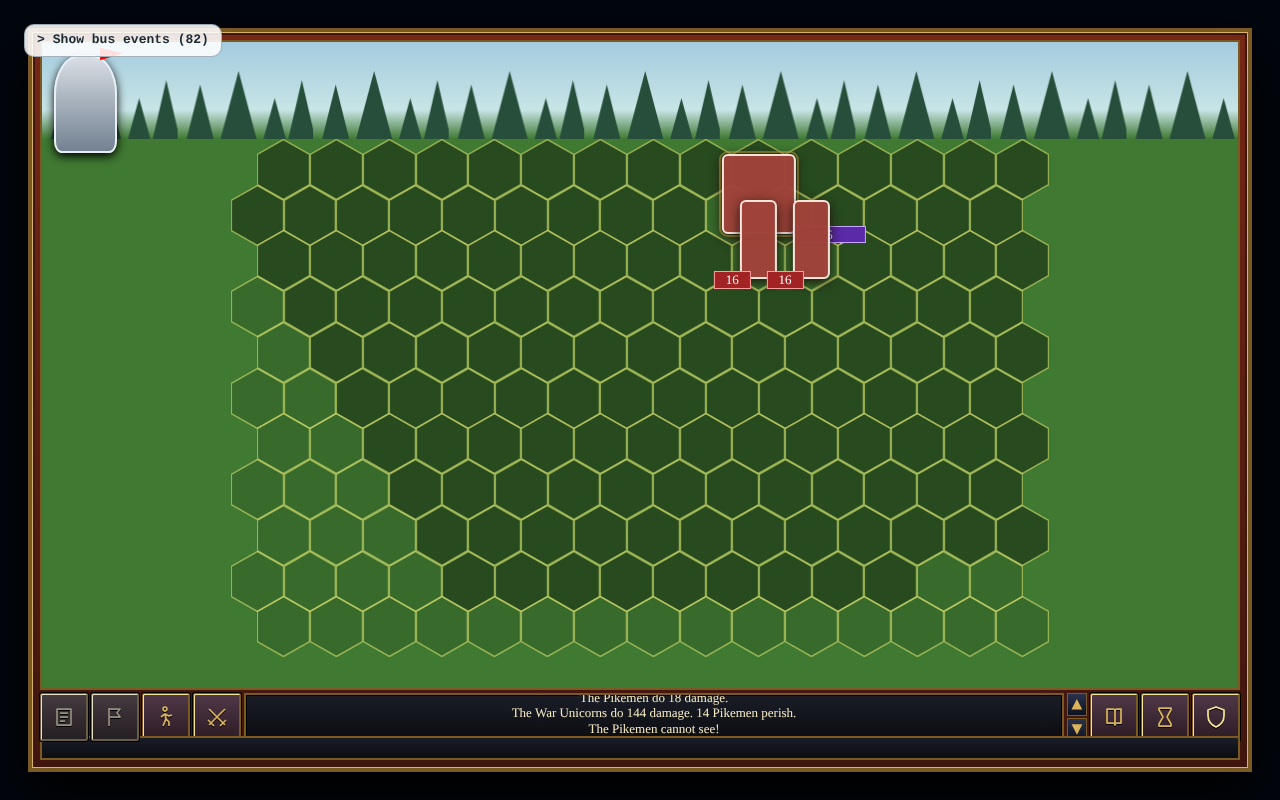 > Show bus events (82)
16
16
The Pikemen do 18 damage.
The War Unicorns do 144 damage. 14 Pikemen perish.
The Pikemen cannot see!